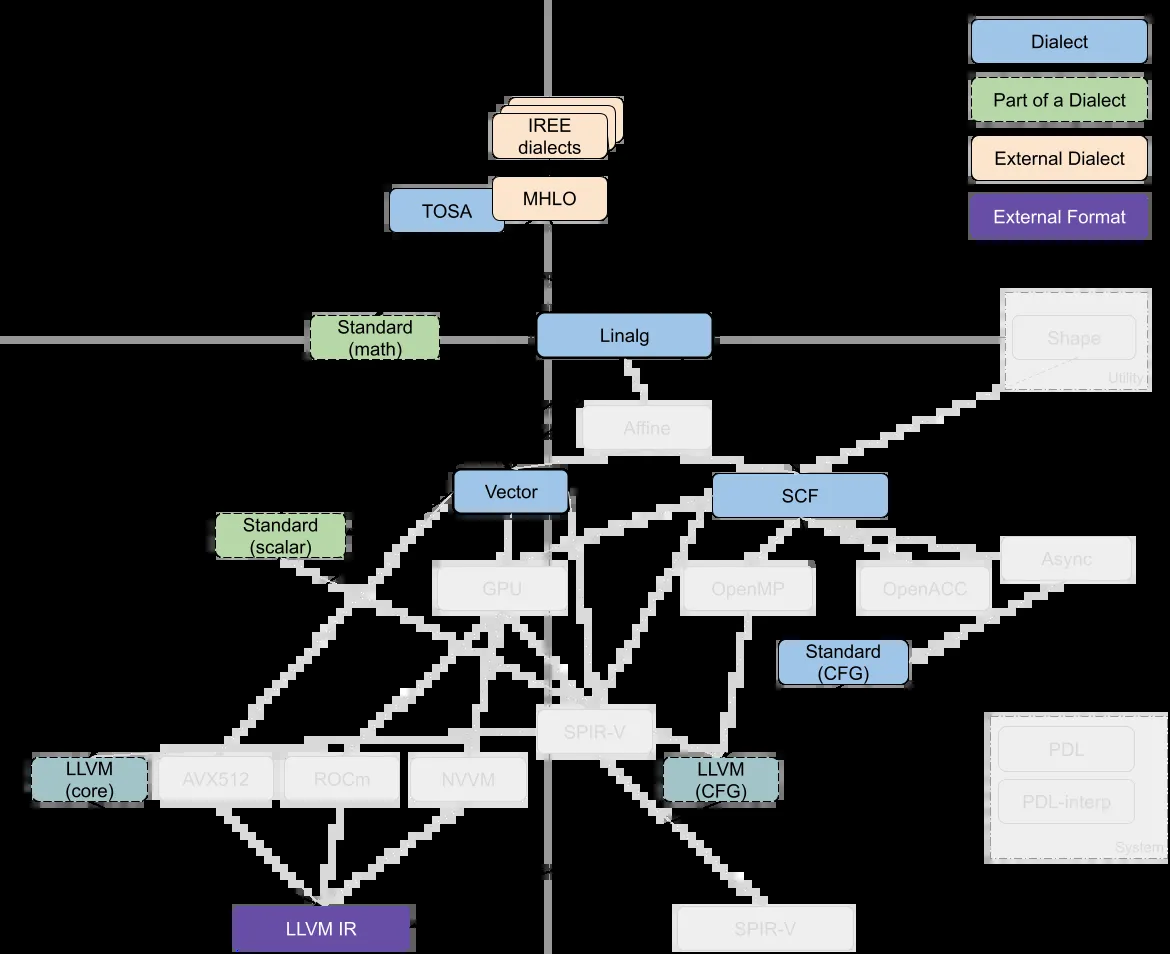 Dialect
Part of a Dialect
External Dialect
External Format
IREE
dialects
TOSA
MHLO
Standard
(math)
Linalg
Shape
Utility
Affine
Vector
SCF
Standard
(scalar)
GPU
OpenMP
OpenACC
Async
Standard
(CFG)
SPIR-V
PDL
PDL-interp
System
LLVM
(core)
AVX512
ROCm
NVVM
LLVM
(CFG)
LLVM IR
SPIR-V